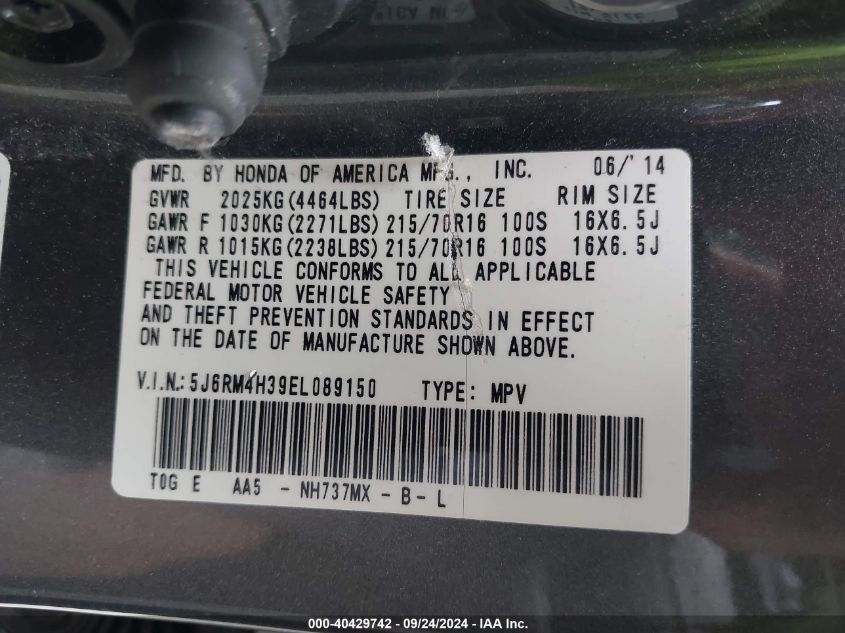 MFD. BY HONDA OF AMERICA MFG., INC. 06/'14
GVWR 2025KG(4464LBS) TIRE SIZE RIM SIZE
GAWR F 1030KG(2271LBS) 215/70R16 100S 16X6.5J
GAWR R 1015KG(2238LBS) 215/70R16 100S 16X6.5J
THIS VEHICLE CONFORMS TO ALL APPLICABLE
FEDERAL MOTOR VEHICLE SAFETY
AND THEFT PREVENTION STANDARDS IN EFFECT
ON THE DATE OF MANUFACTURE SHOWN ABOVE.
V.I.N.:5J6RM4H39EL089150 TYPE: MPV
T0G E AA5 - NH737MX - B - L
000-40429742 - 09/24/2024 - IAA Inc.